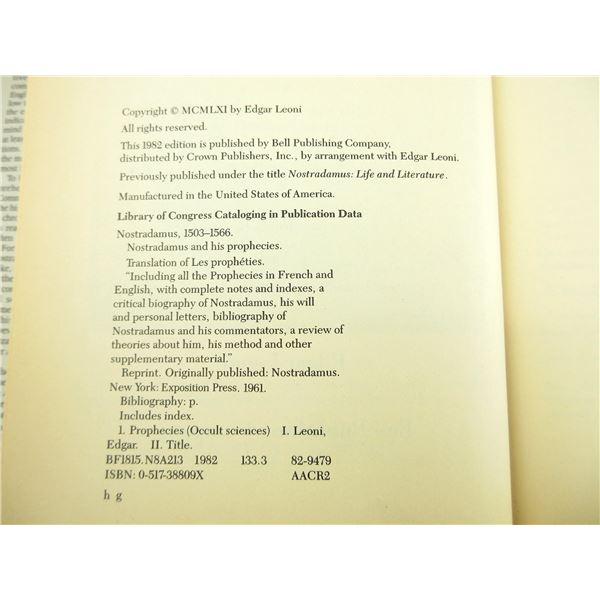 Copyright © MCMLXI by Edgar Leoni
All rights reserved.
This 1982 edition is published by Bell Publishing Company,
distributed by Crown Publishers, Inc., by arrangement with Edgar Leoni.
Previously published under the title Nostradamus: Life and Literature.
Manufactured in the United States of America.
Library of Congress Cataloging in Publication Data
Nostradamus, 1503–1566.
Nostradamus and his prophecies.
Translation of Les prophéties.
"Including all the Prophecies in French and
English, with complete notes and indexes, a
critical biography of Nostradamus, his will
and personal letters, bibliography of
Nostradamus and his commentators, a review of
theories about him, his method and other
supplementary material."
Reprint. Originally published: Nostradamus.
New York: Exposition Press. 1961.
Bibliography: p.
Includes index.
1. Prophecies (Occult sciences) I. Leoni,
Edgar. II. Title.
BF1815.N8A213 1982 133.3 82-9479
ISBN: 0-517-38809X AACR2
h g